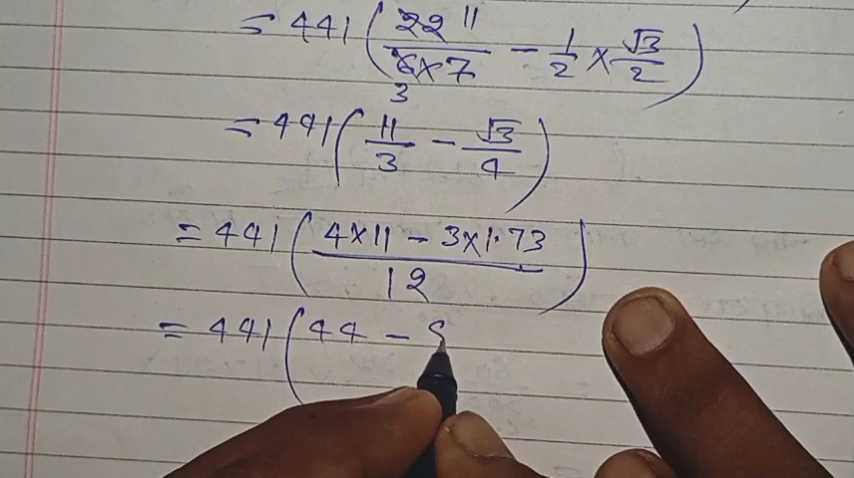 = 441 ( 22 11 / 6×7 3 - 1/2 × √3/2 )
= 441 ( 11/3 - √3/4 )
= 441 ( 4×11 - 3×1.73 / 12 )
= 441 ( 44 -